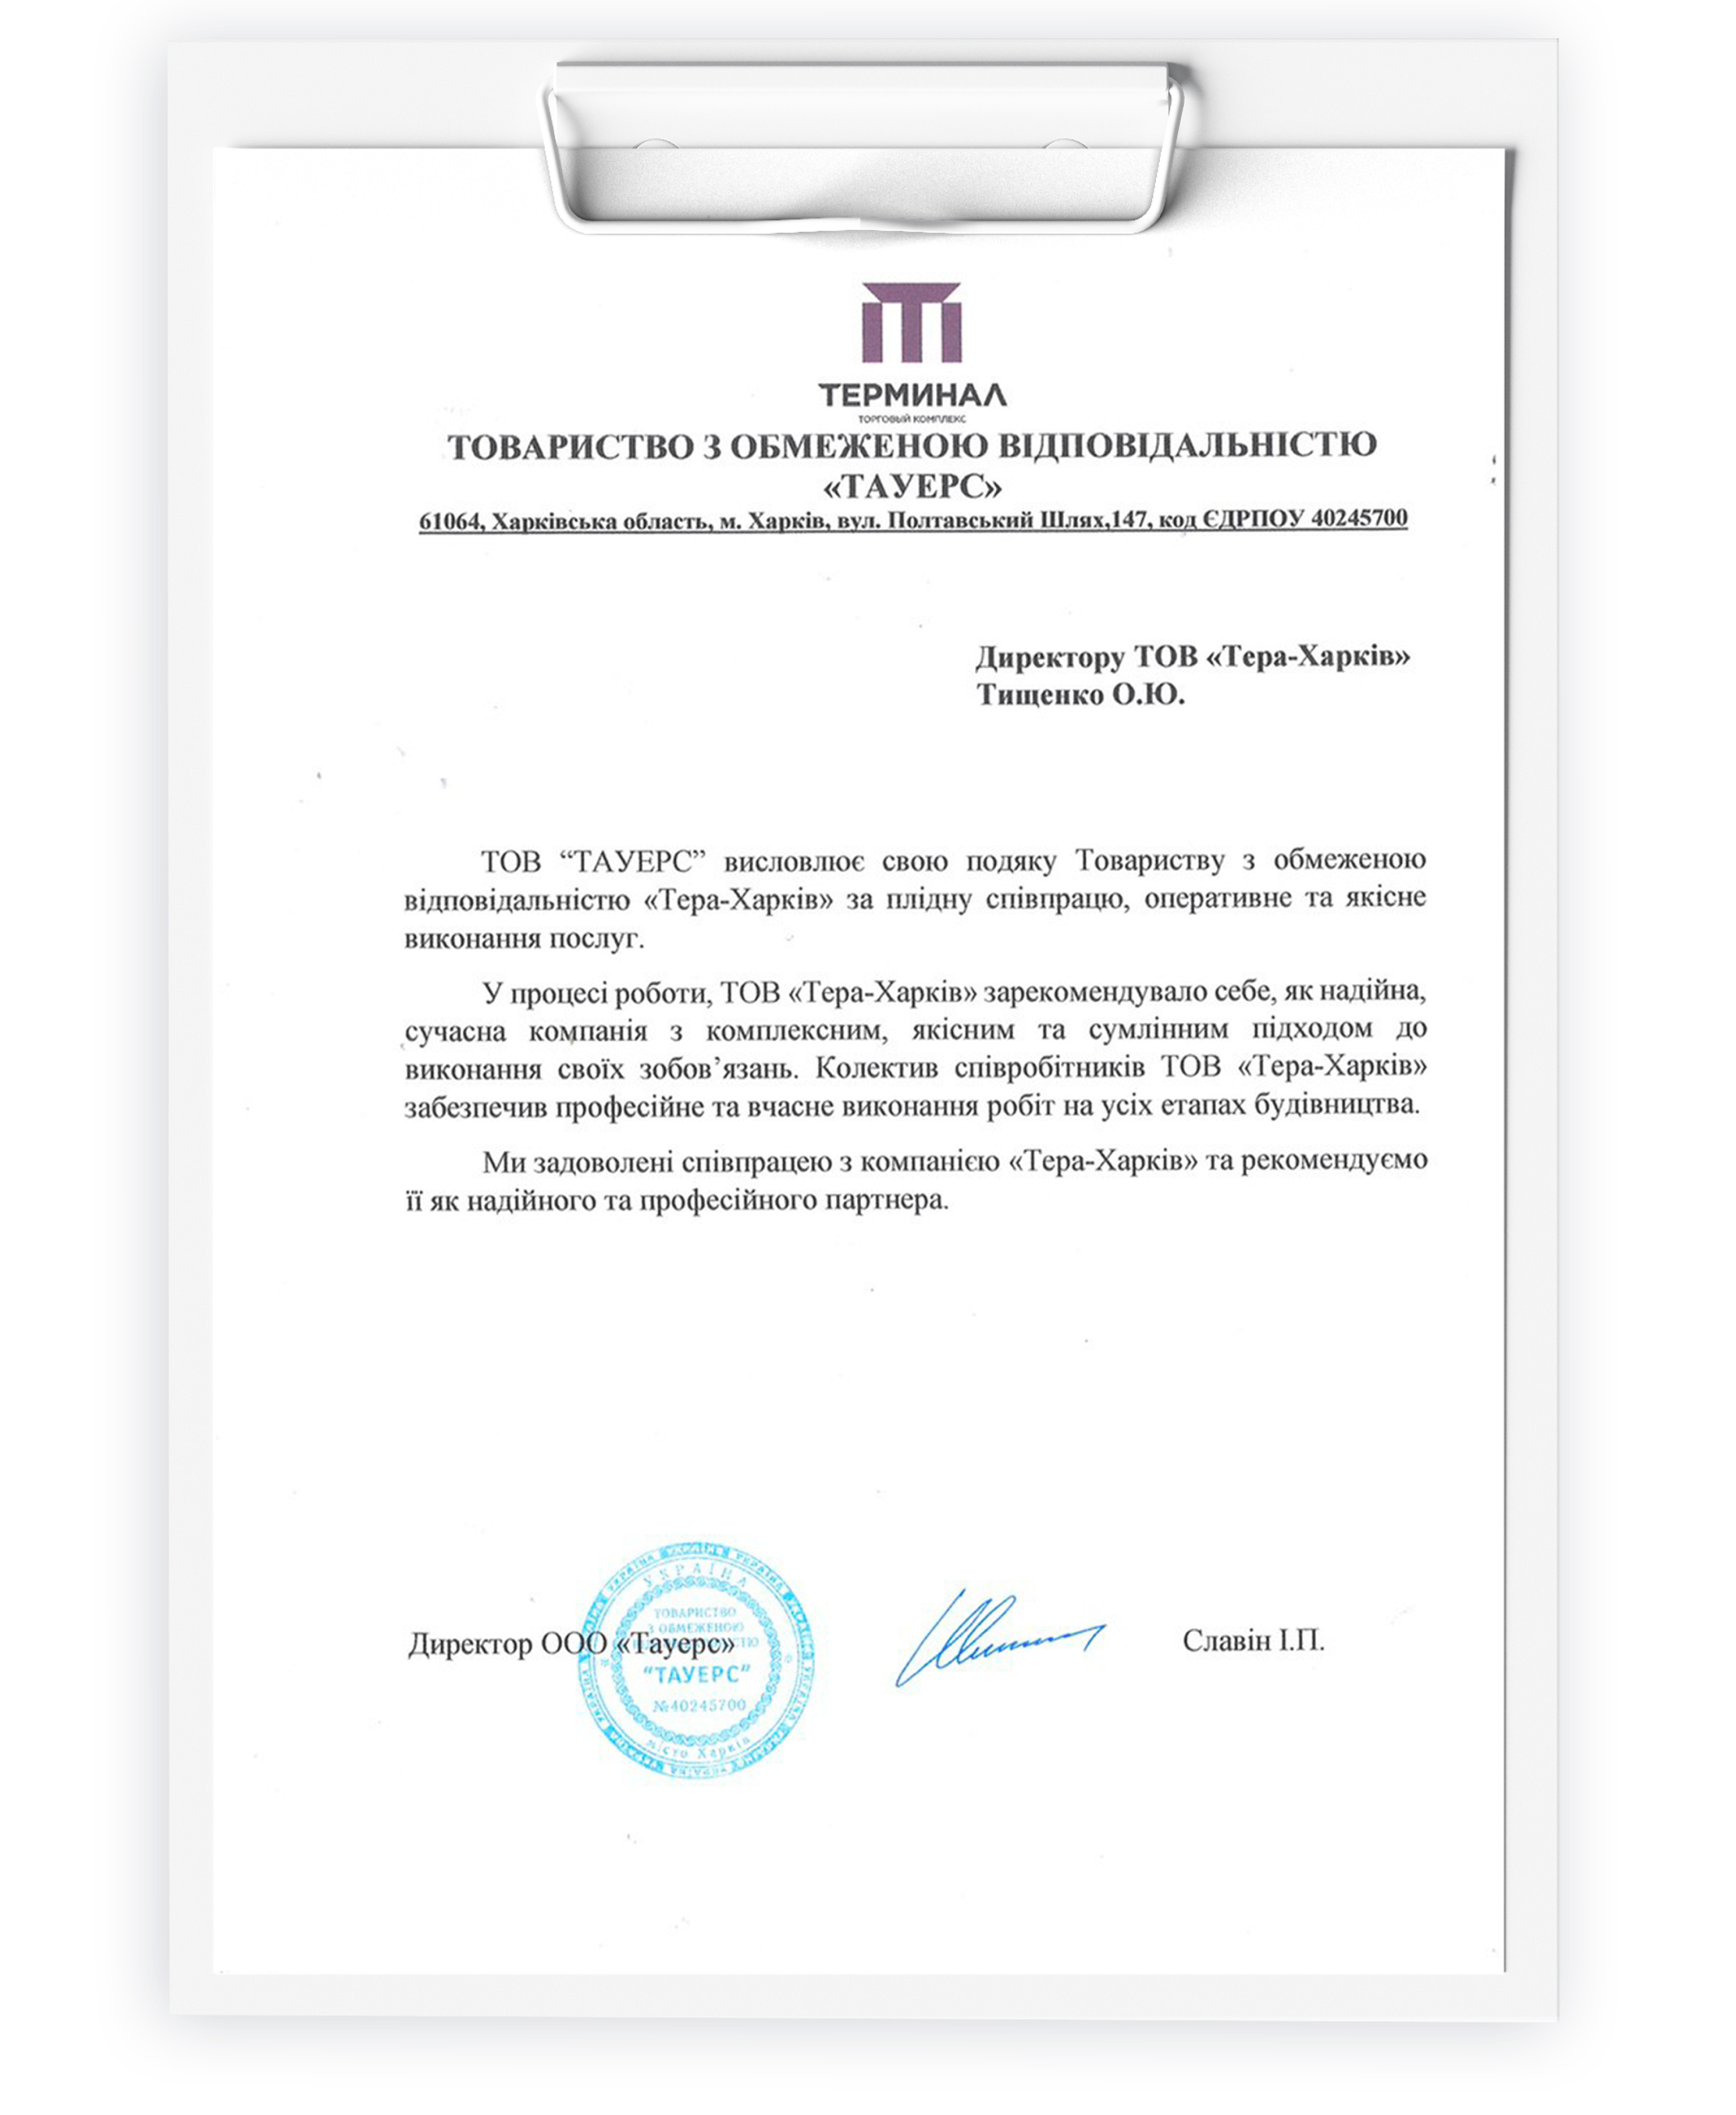 ТЕРМИНАЛ
ТОРГОВЫЙ КОМПЛЕКС
ТОВАРИСТВО З ОБМЕЖЕНОЮ ВІДПОВІДАЛЬНІСТЮ
«ТАУЕРС»
61064, Харківська область, м. Харків, вул. Полтавський Шлях,147, код ЄДРПОУ 40245700
Директору ТОВ «Тера-Харків»
Тищенко О.Ю.
ТОВ “ТАУЕРС” висловлює свою подяку Товариству з обмеженою
відповідальністю «Тера-Харків» за плідну співпрацю, оперативне та якісне
виконання послуг.
У процесі роботи, ТОВ «Тера-Харків» зарекомендувало себе, як надійна,
сучасна компанія з комплексним, якісним та сумлінним підходом до
виконання своїх зобов’язань. Колектив співробітників ТОВ «Тера-Харків»
забезпечив професійне та вчасне виконання робіт на усіх етапах будівництва.
Ми задоволені співпрацею з компанією «Тера-Харків» та рекомендуємо
її як надійного та професійного партнера.
Директор ООО «Тауерс»
Славін І.П.
УКРАЇНА
ТОВАРИСТВО
З ОБМЕЖЕНОЮ
"ТАУЕРС"
№40245700
місто Харків